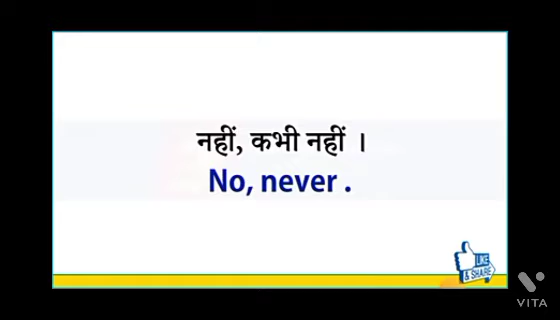 नहीं, कभी नहीं ।
No, never .
LIKE
& SHARE
VITA